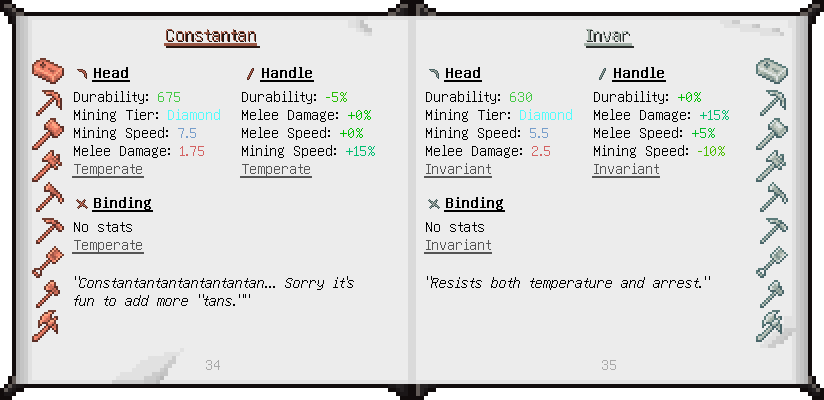 Constantan
Head
Durability: 675
Mining Tier: Diamond
Mining Speed: 7.5
Melee Damage: 1.75
Temperate
Handle
Durability: -5%
Melee Damage: +0%
Melee Speed: +0%
Mining Speed: +15%
Temperate
Binding
No stats
Temperate
"Constantantantantantantan... Sorry it's
fun to add more "tans.""
34
Invar
Head
Durability: 630
Mining Tier: Diamond
Mining Speed: 5.5
Melee Damage: 2.5
Invariant
Handle
Durability: +0%
Melee Damage: +15%
Melee Speed: +5%
Mining Speed: -10%
Invariant
Binding
No stats
Invariant
"Resists both temperature and arrest."
35